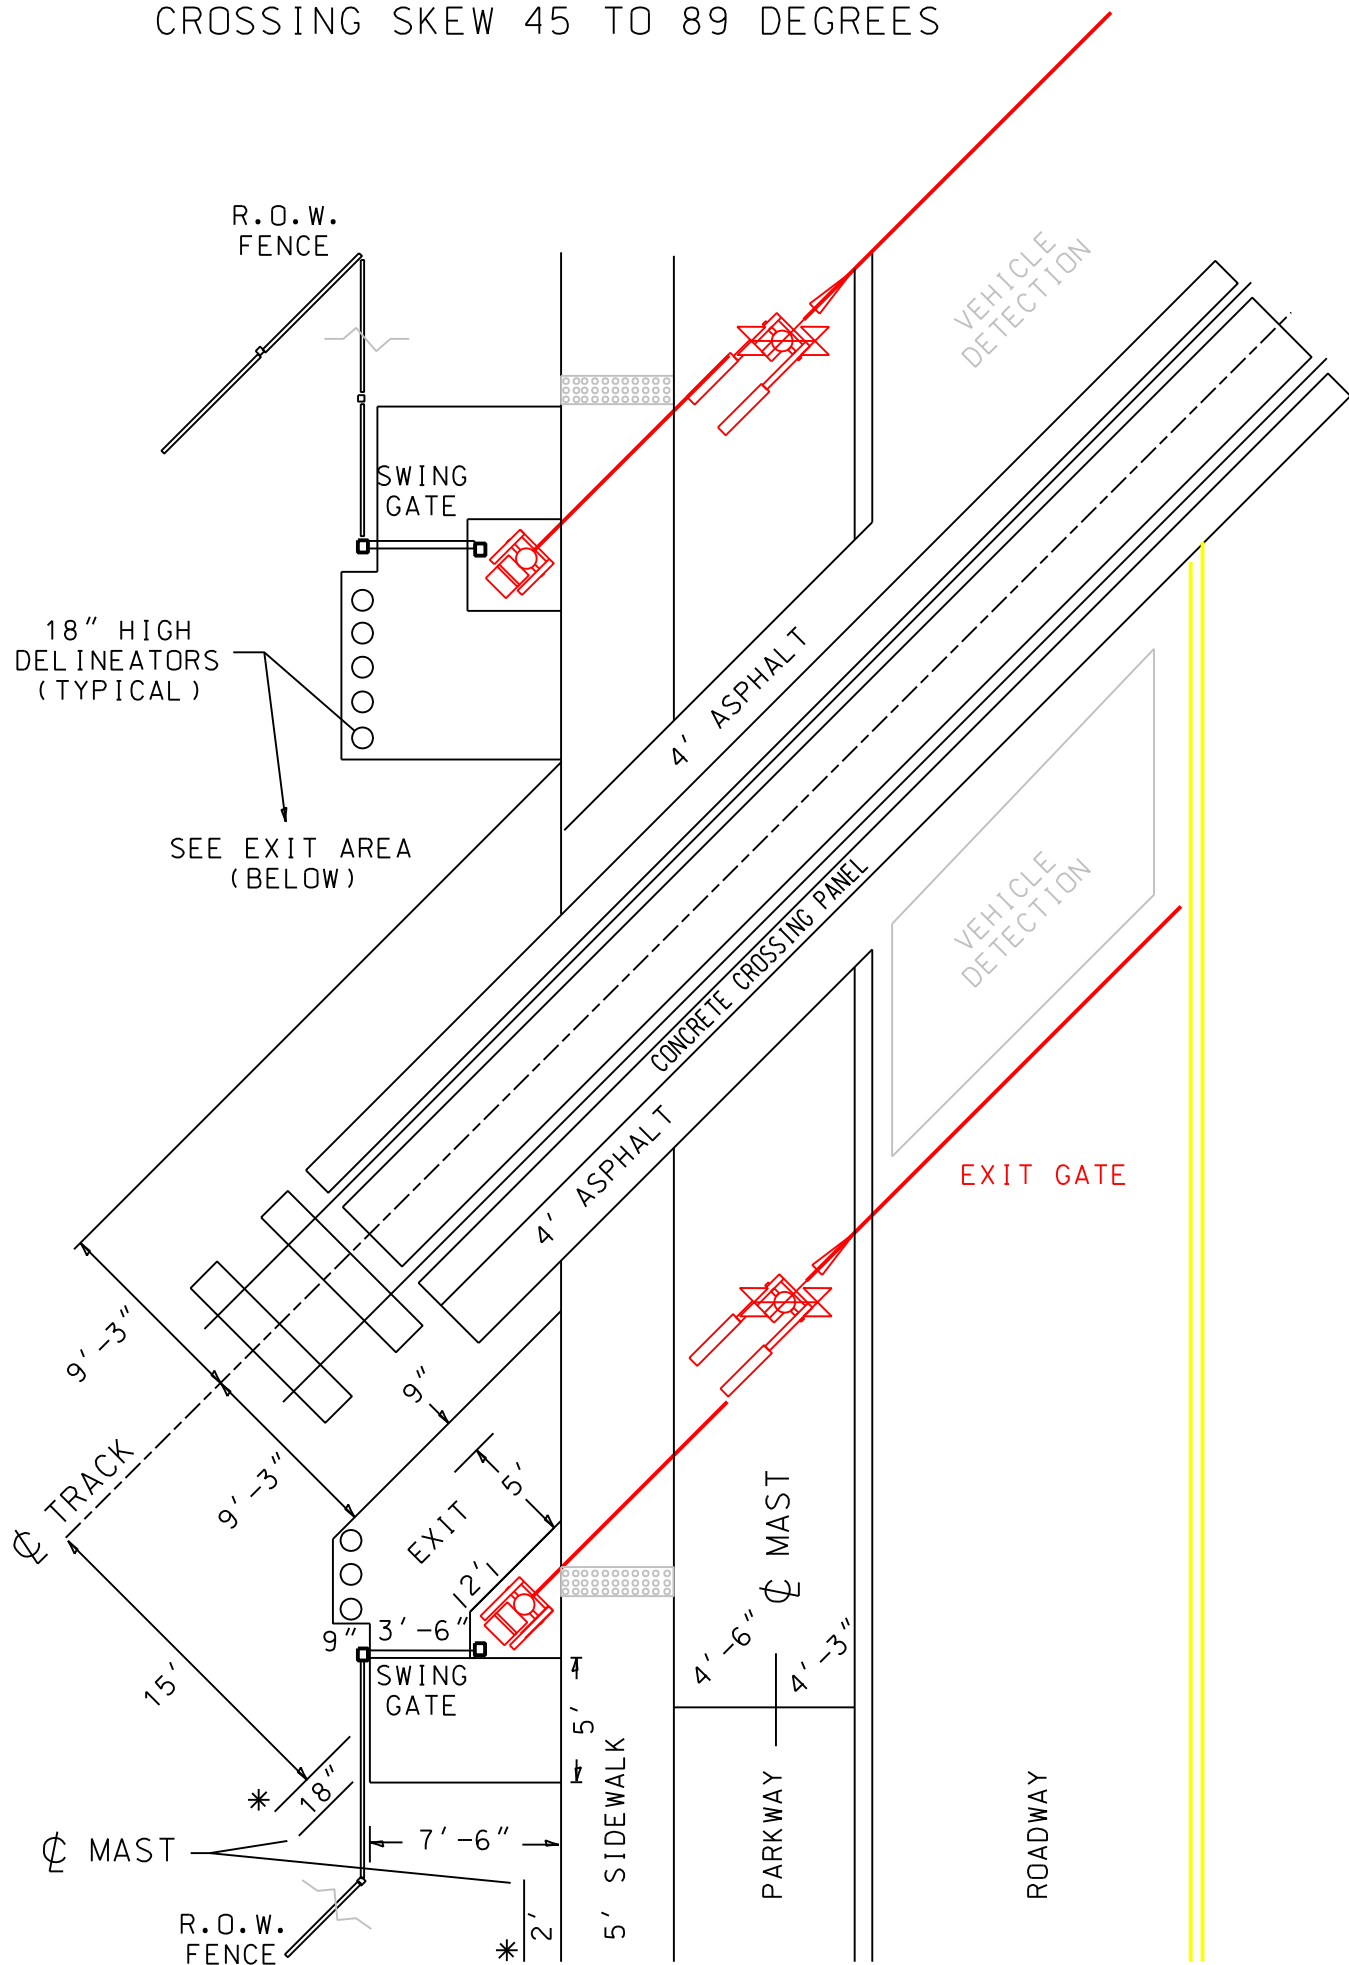 CROSSING SKEW 45 TO 89 DEGREES
R.O.W.
FENCE
VEHICLE
DETECTION
SWING
GATE
18" HIGH
DELINEATORS
(TYPICAL)
4' ASPHALT
SEE EXIT AREA
(BELOW)
VEHICLE
DETECTION
CONCRETE CROSSING PANEL
4' ASPHALT
EXIT GATE
9'-3"
9"
℄ TRACK
9'-3"
5'
EXIT
12'
℄ MAST
9"
3'-6"
4'-6"
4'-3"
SWING
GATE
15'
5'
* 18"
5' SIDEWALK
PARKWAY
ROADWAY
℄ MAST
7'-6"
R.O.W.
FENCE
* 2'